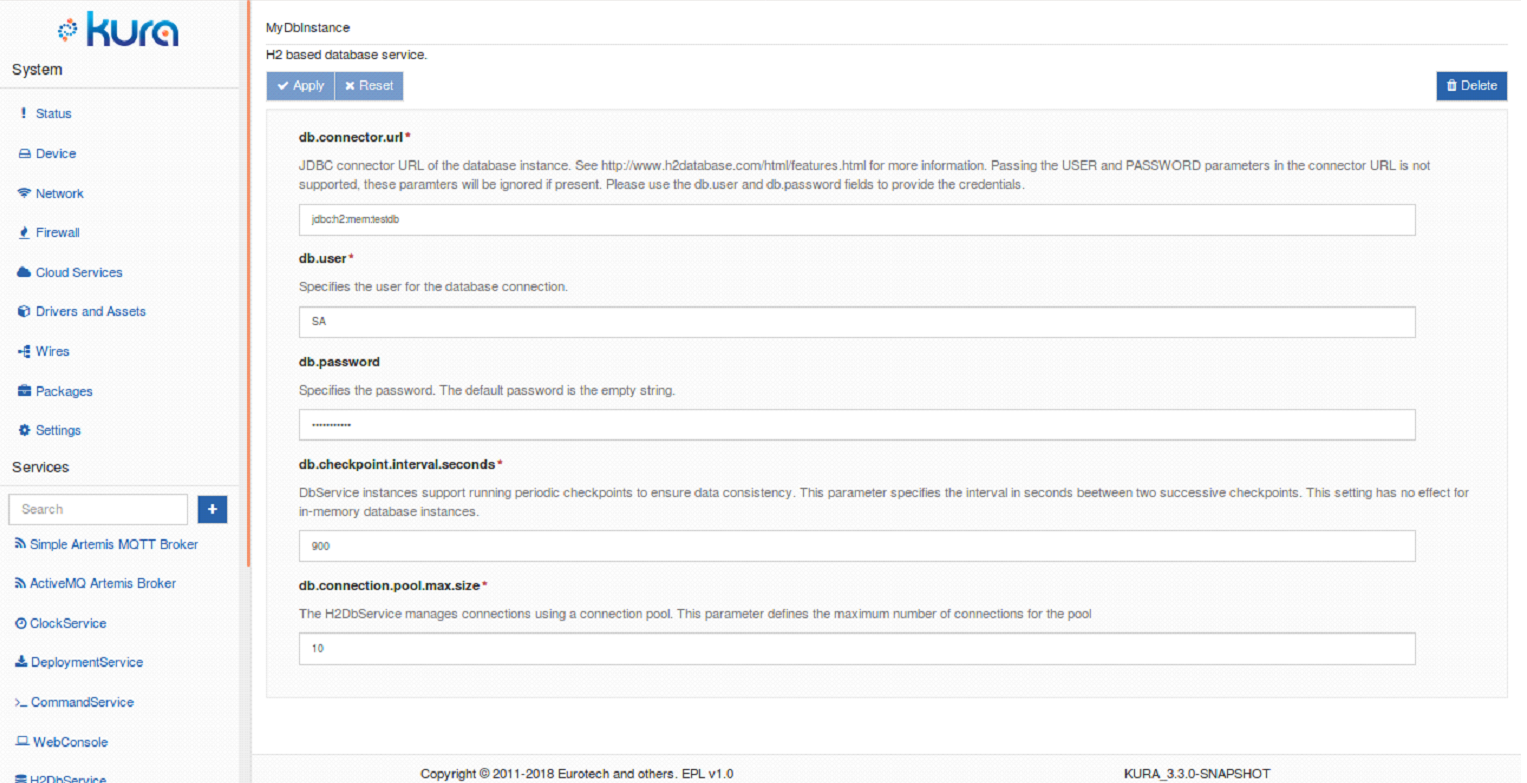 kura
System
Status
Device
Network
Firewall
Cloud Services
Drivers and Assets
Wires
Packages
Settings
Services
Search
+
Simple Artemis MQTT Broker
ActiveMQ Artemis Broker
ClockService
DeploymentService
CommandService
WebConsole
H2DbService
MyDbInstance
H2 based database service.
Apply Reset Delete
db.connector.url*
JDBC connector URL of the database instance. See http://www.h2database.com/html/features.html for more information. Passing the USER and PASSWORD parameters in the connector URL is not
supported, these paramters will be ignored if present. Please use the db.user and db.password fields to provide the credentials.
jdbc:h2:mem:testdb
db.user*
Specifies the user for the database connection.
SA
db.password
Specifies the password. The default password is the empty string.
db.checkpoint.interval.seconds*
DbService instances support running periodic checkpoints to ensure data consistency. This parameter specifies the interval in seconds beetween two successive checkpoints. This setting has no effect for
in-memory database instances.
900
db.connection.pool.max.size*
The H2DbService manages connections using a connection pool. This parameter defines the maximum number of connections for the pool
10
Copyright © 2011-2018 Eurotech and others. EPL v1.0
KURA_3.3.0-SNAPSHOT